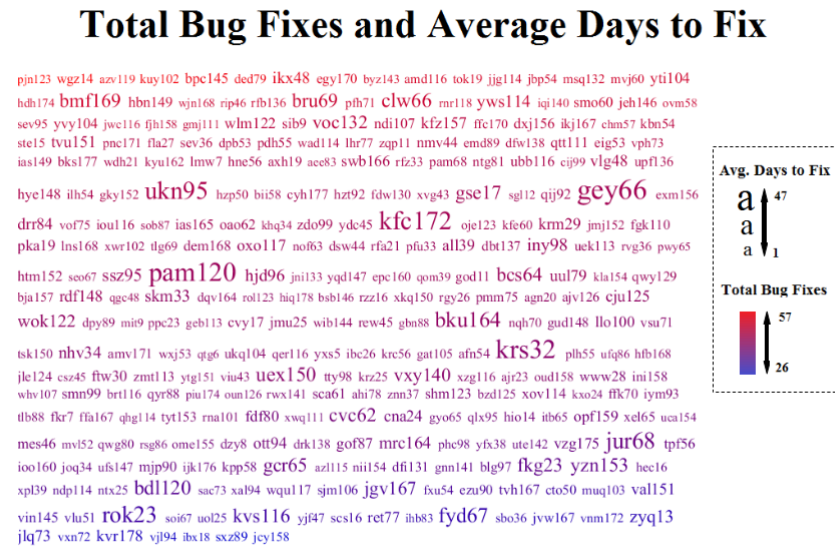 Total Bug Fixes and Average Days to Fix
pjn123 wgz14 azv119 kuy102 bpc145 ded79 ikx48 egy170 byz143 amd116 tok19 jjg114 jbp54 msq132 mvj60 yti104
hdh174 bmf169 hbn149 wjn168 rip46 rfb136 bru69 pfh71 clw66 rnr118 yws114 iqi140 smo60 jeh146 ovm58
sev95 yvy104 jwe116 fjh158 gmj111 wlm122 sib9 voc132 ndi107 kfz157 ffc170 dxj156 ikj167 chm57 kbn54
ste15 tvu151 pnc171 fla27 sev36 dpb53 pdh55 wad114 lhr77 zqp11 nmv44 emd89 dfw138 qtt111 eig53 vph73
ias149 bks177 wdh21 kyu162 lmw7 hne56 axh19 ace83 swb166 rfz33 pam68 ntg81 ubb116 cij99 vlg48 upf136
hye148 ilh54 gky152 ukn95 hzp50 bii58 cyh177 hzt92 fdw130 xvg43 gse17 sgl12 qij92 gey66 exm156
drr84 vof75 iou116 sob87 ias165 oao62 khq34 zdo99 ydc45 kfc172 oje123 kfe60 krm29 jmj152 fgk110
pka19 lns168 xwr102 tlg69 dem168 oxo117 nof63 dsw44 rfa21 pfu33 all39 dbt137 iny98 uek113 rvg36 pwy65
htm152 seo67 ssz95 pam120 hjd96 jni133 yqd147 epc160 qom39 god11 bcs64 uul79 kla154 qwy129
bja157 rdf148 qgc48 skm33 dqv164 rol123 hiq178 bsb146 rzz16 xkq150 rgy26 pmm75 agn20 ajv126 cju125
wok122 dpy89 mit9 ppc23 geb113 cvy17 jmu25 wib144 rew45 gbn88 bku164 nqh70 gud148 llo100 vsu71
tsk150 nhv34 amv171 wxj53 qtg6 ukq104 qer116 yxs5 ibc26 krc56 gat105 afn54 krs32 plh55 ufq86 hfb168
jle124 csz45 ftw30 zmt113 ytg151 viu43 uex150 tty98 krz25 vxy140 xzg116 ajr23 oud158 www28 ini158
whv107 smn99 brt116 qyr88 piu174 oun126 rwx141 sca61 ahi78 znn37 shm123 bzd125 xov114 kxo24 ffk70 iym93
tlb88 fkr7 ffa167 qhg114 tyt153 rna101 fdf80 xwq111 cvc62 cna24 gyo65 qlx95 hio14 itb65 opf159 xel65 uca154
mes46 mvl52 qwg80 rsg86 ome155 dzy8 ott94 drk138 gof87 mrc164 phc98 yfx38 ute142 vzg175 jur68 tpf56
ioo160 joq34 ufs147 mjp90 ijk176 kpp58 gcr65 azl115 nii154 dfi131 gnn141 blg97 fkg23 yzn153 hec16
xpl39 ndp114 ntx25 bdl120 sac73 xal94 wqu117 sjm106 jgv167 fxu54 ezu90 tvh167 cto50 muq103 val151
vin145 vlu51 rok23 soi67 uol25 kvs116 yjf47 scs16 ret77 ihb83 fyd67 sbo36 jvw167 vnm172 zyq13
jlq73 vxn72 kvr178 vjl94 ibx18 sxz89 jcy158
Avg. Days to Fix
a 47
a
a 1
Total Bug Fixes
57
26